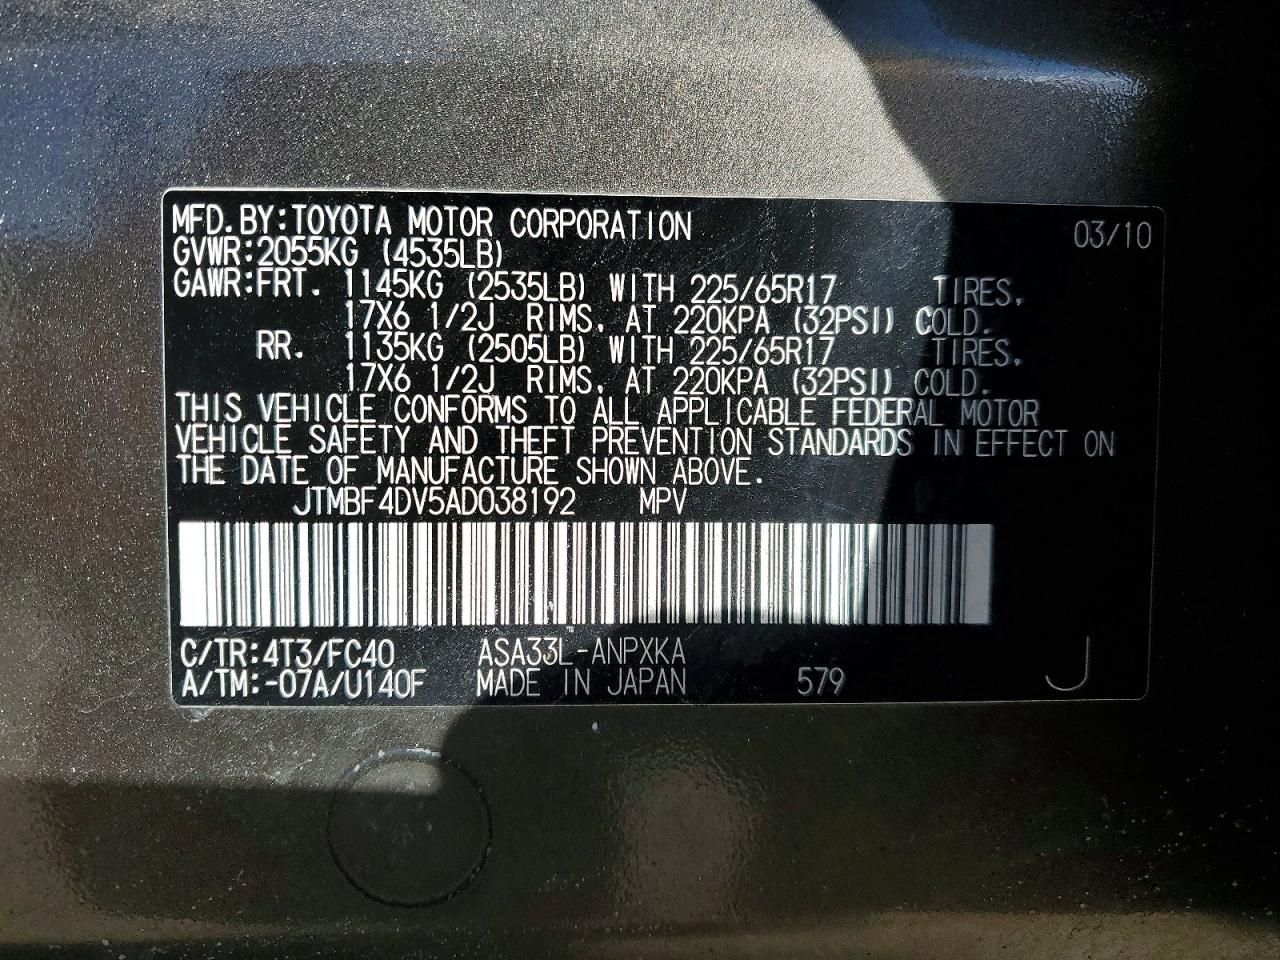 MFD.BY:TOYOTA MOTOR CORPORATION 03/10
GVWR:2055KG (4535LB)
GAWR:FRT. 1145KG (2535LB) WITH 225/65R17 TIRES,
17X6 1/2J RIMS, AT 220KPA (32PSI) COLD.
RR. 1135KG (2505LB) WITH 225/65R17 TIRES,
17X6 1/2J RIMS, AT 220KPA (32PSI) COLD.
THIS VEHICLE CONFORMS TO ALL APPLICABLE FEDERAL MOTOR
VEHICLE SAFETY AND THEFT PREVENTION STANDARDS IN EFFECT ON
THE DATE OF MANUFACTURE SHOWN ABOVE.
JTMBF4DV5AD038192 MPV
C/TR:4T3/FC40 ASA33L-ANPXKA
A/TM:-07A/U140F MADE IN JAPAN 579 J